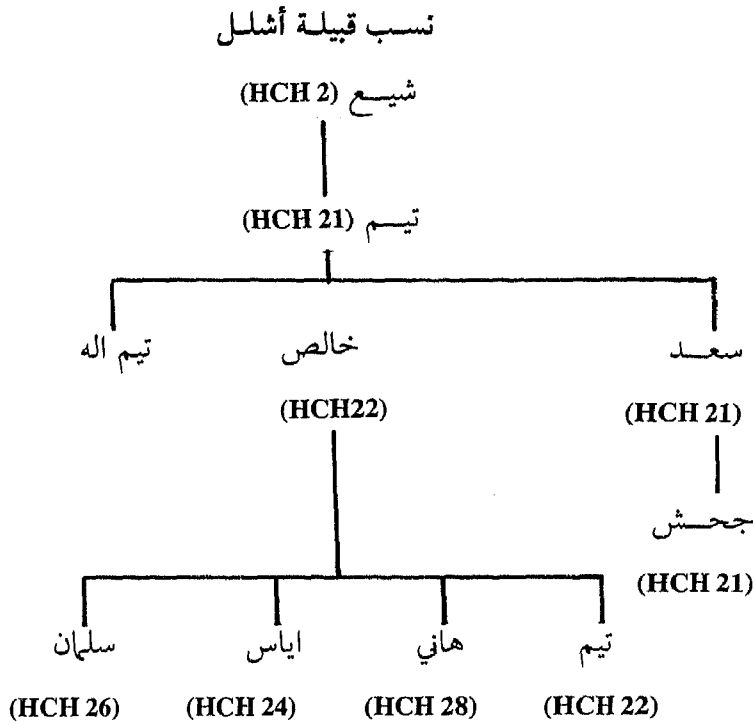 نسب قبيلة أشلل
شيع (HCH 2)
تيم (HCH 21)
سعد خالص تيم اله
(HCH 21) (HCH22)
جحش
(HCH 21)
تيم هاني اياس سلمان
(HCH 22) (HCH 28) (HCH 24) (HCH 26)